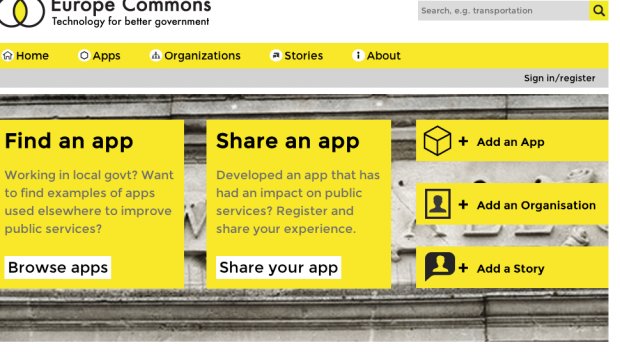 Europe Commons
Technology for better government
Search, e.g. transportation
Home Apps Organizations Stories About
Sign in/register
Find an app
Working in local govt? Want
to find examples of apps
used elsewhere to improve
public services?
Browse apps
Share an app
Developed an app that has
had an impact on public
services? Register and
share your experience.
Share your app
+ Add an App
+ Add an Organisation
+ Add a Story